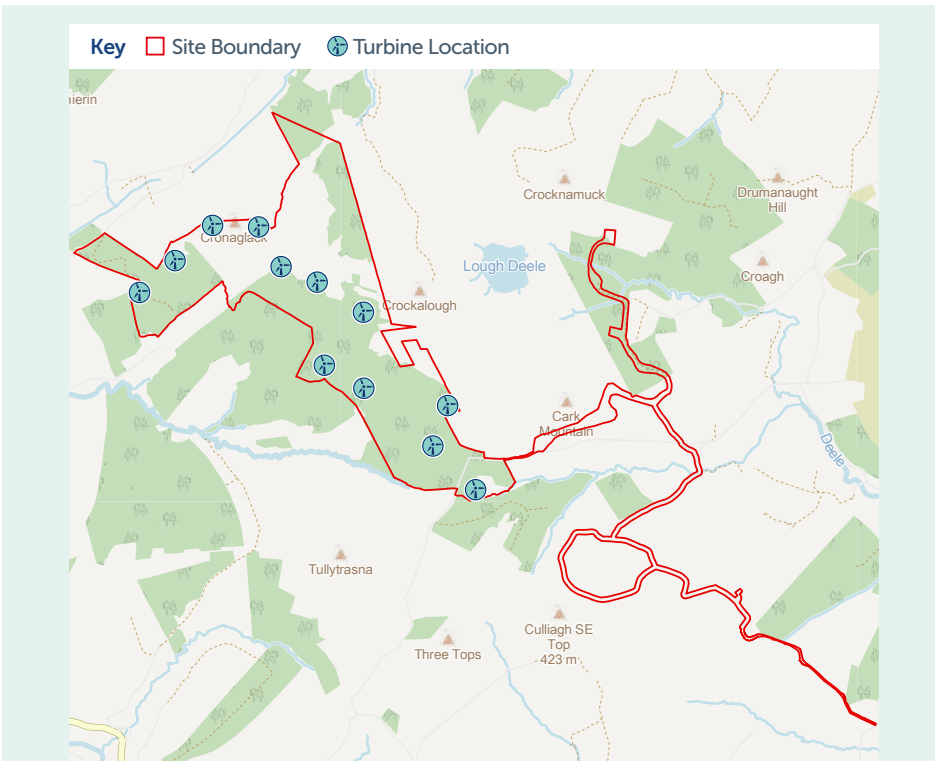 Key Site Boundary Turbine Location
Crocknamuck
Drumanaught
Hill
Cronaglack
Lough Deele
Croagh
Crockalough
Cark
Mountain
Deele
Tullytrasna
Culliagh SE
Top
423 m
Three Tops